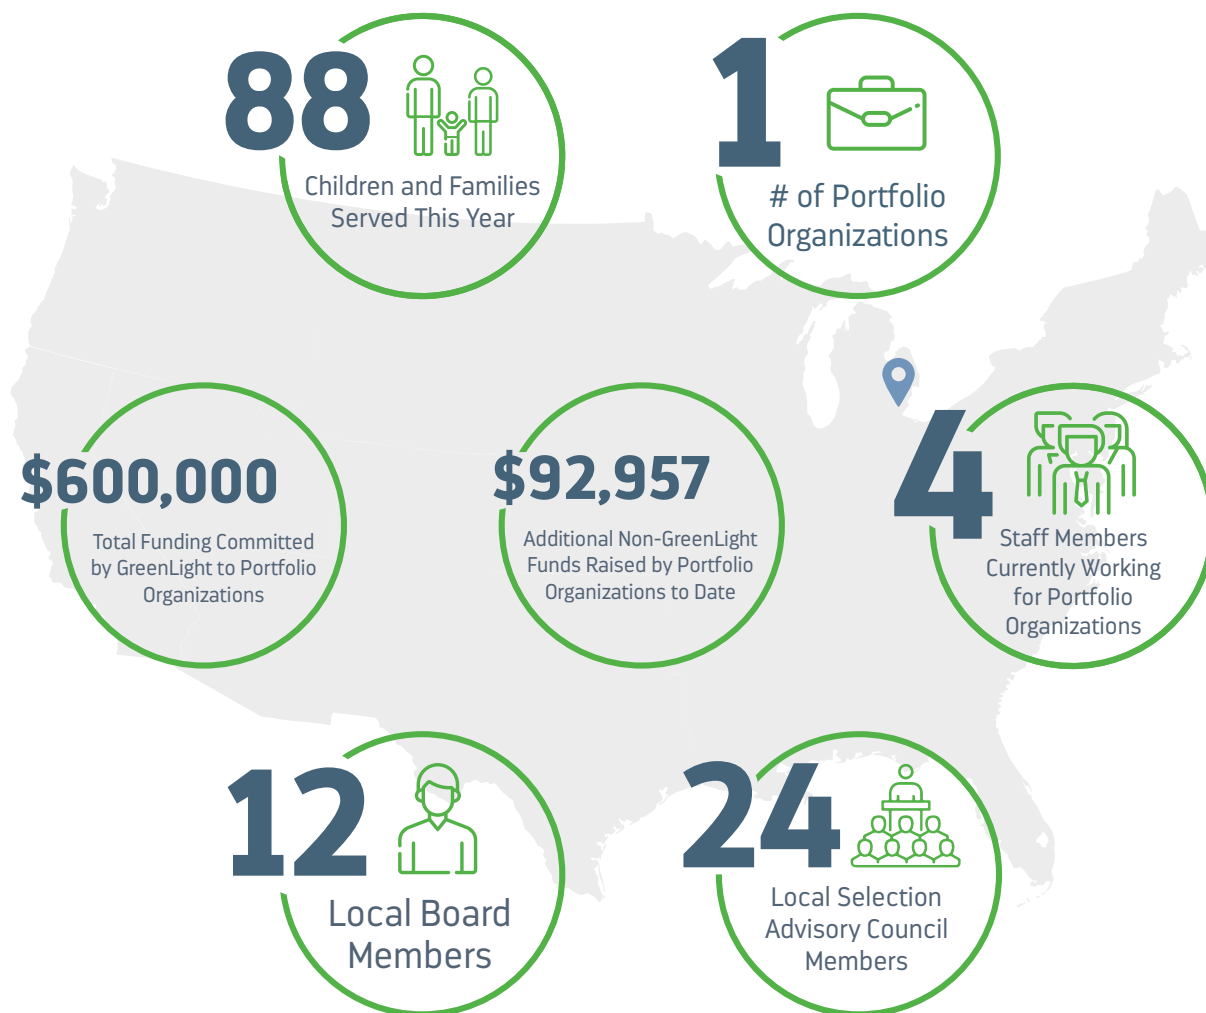 88
Children and Families
Served This Year
1
# of Portfolio
Organizations
$600,000
Total Funding Committed
by GreenLight to Portfolio
Organizations
$92,957
Additional Non-GreenLight
Funds Raised by Portfolio
Organizations to Date
4
Staff Members
Currently Working
for Portfolio
Organizations
12
Local Board
Members
24
Local Selection
Advisory Council
Members